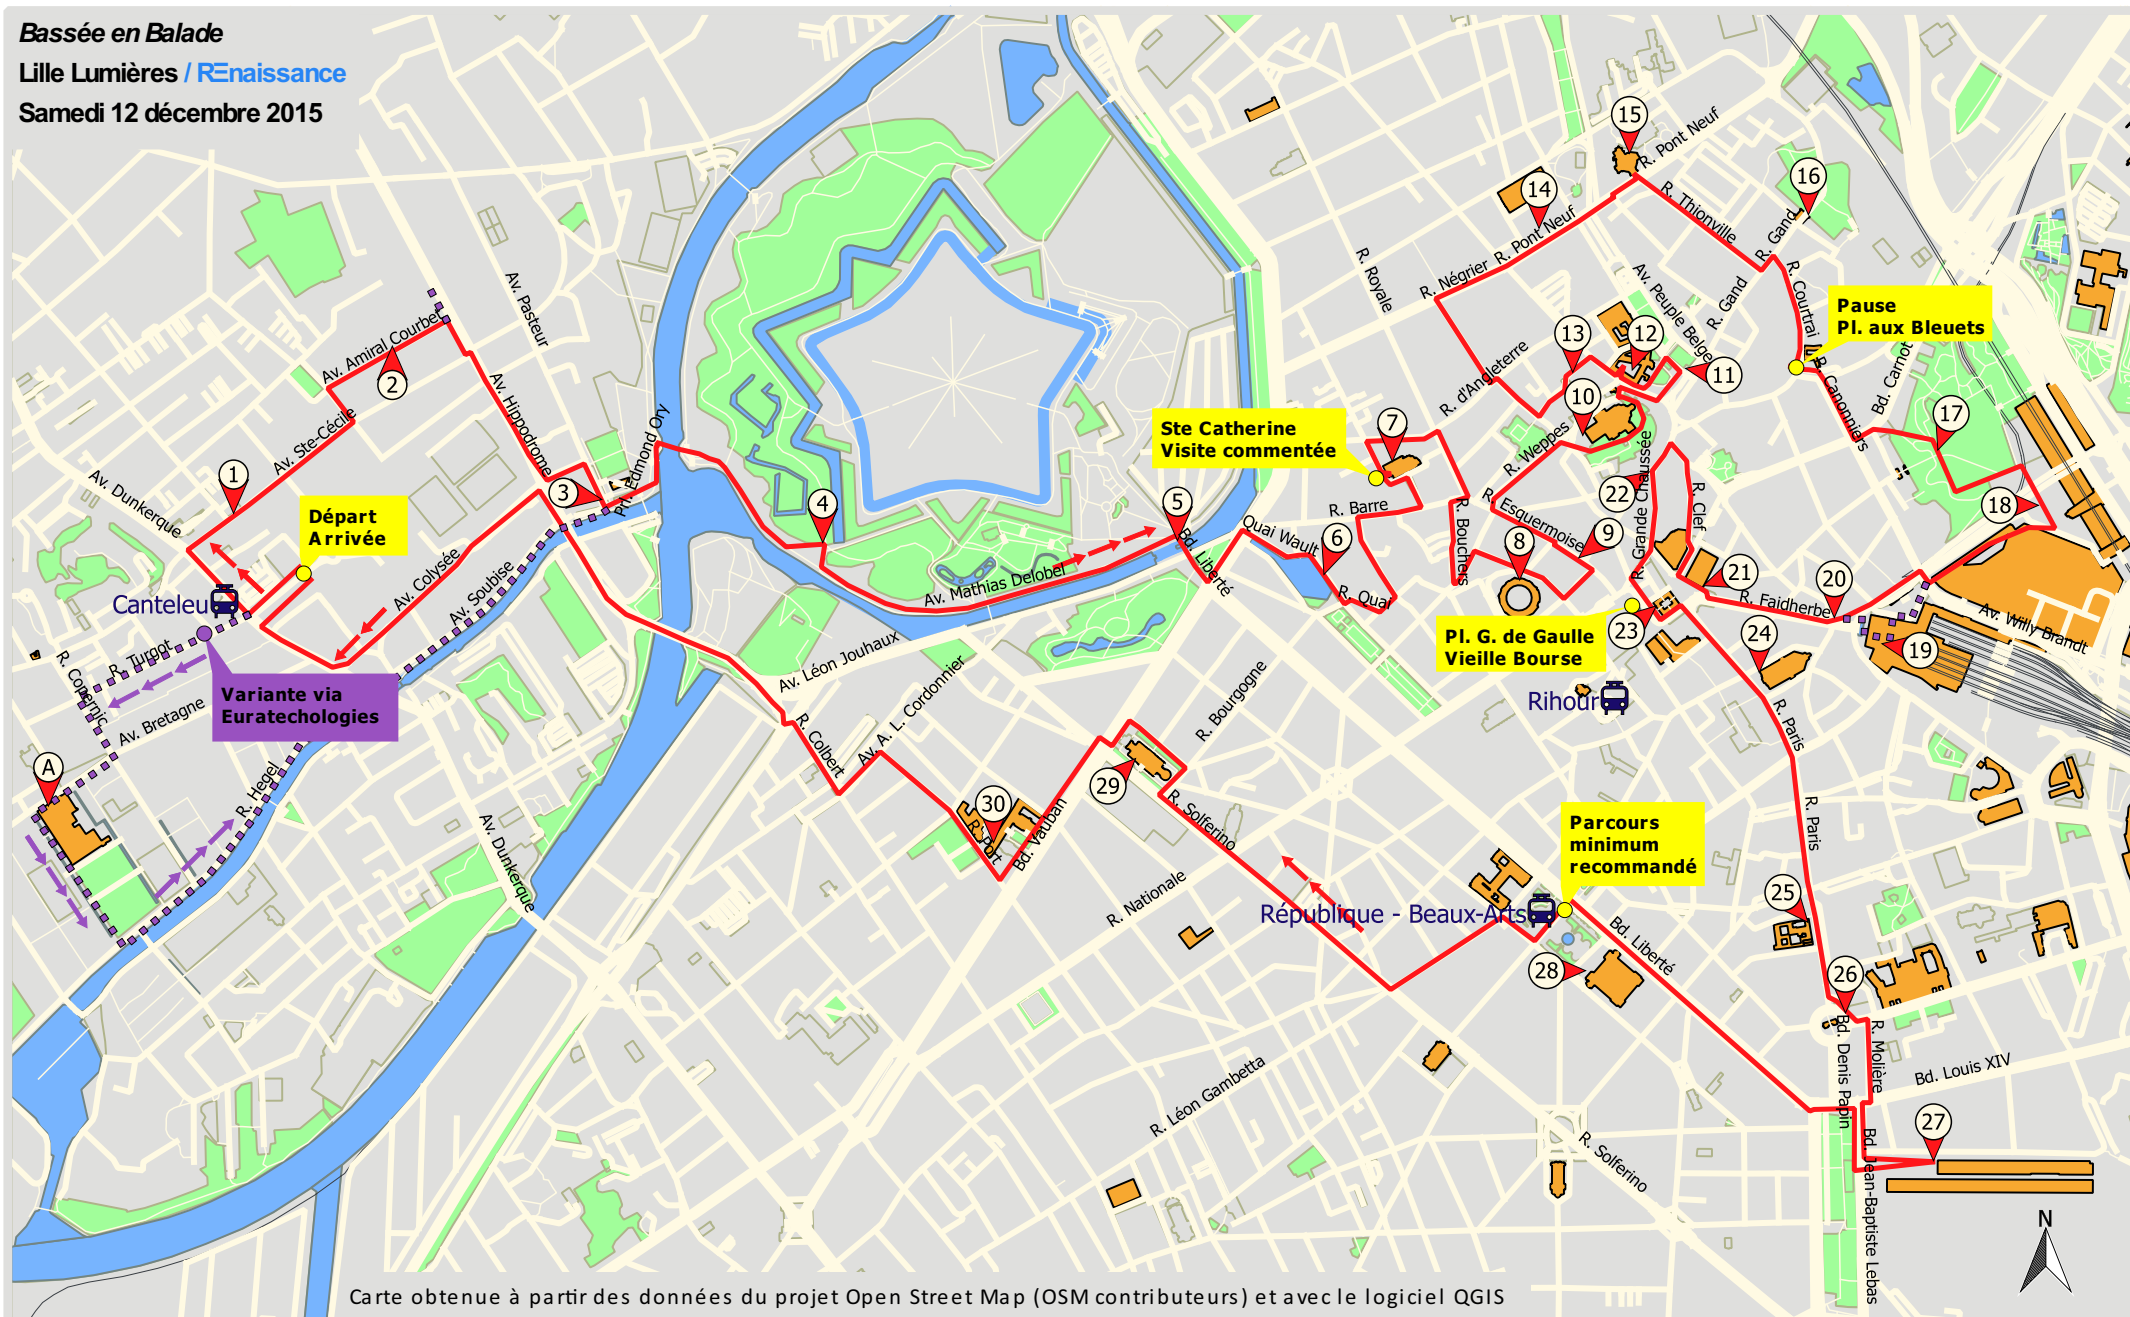 Bassée en Balade
Lille Lumières / RΞnaissance
Samedi 12 décembre 2015
15
R. Pont Neuf
14
16
R. Thionville
R. Gand
R. Pont Neuf
R. Négrier
R. Royale
Av. Peuple Belge
R. Gand
R. Courtrai
Pause
Pl. aux Bleuets
Av. Pasteur
Av. Amiral Courbet
2
13
12
11
R. d'Angleterre
R. Canonniers
Bd. Carnot
10
17
Av. Ste-Cécile
Av. Hippodrome
Prl. Edmond Ory
Ste Catherine
Visite commentée
7
R. Weppes
R. Grande Chaussée
22
R. Clef
18
1
Av. Dunkerque
3
4
5
Départ
Arrivée
R. Barre
R. Esquermoise
9
Quai Wault
6
R. Bouchers
8
Bd. Liberté
Av. Mathias Delobel
R. Quai
21
R. Faidherbe
20
Av. Colysée
Av. Soubise
Canteleu
Pl. G. de Gaulle
Vieille Bourse
23
24
19
Av. Willy Brandt
R. Turgot
R. Copernic
Av. Bretagne
Variante via
Euratechologies
Av. Léon Jouhaux
Av. A. L. Cordonnier
R. Colbert
R. Bourgogne
Rihour
R. Paris
A
R. Hegel
29
30
R. Port
Bd. Vauban
R. Solferino
R. Paris
Parcours
minimum
recommandé
Av. Dunkerque
R. Nationale
République - Beaux-Arts
Bd. Liberté
25
28
26
Bd. Denis Papin
R. Molière
Bd. Louis XIV
R. Léon Gambetta
R. Solferino
27
Bd. Jean-Baptiste Lebas
N
Carte obtenue à partir des données du projet Open Street Map (OSM contributeurs) et avec le logiciel QGIS